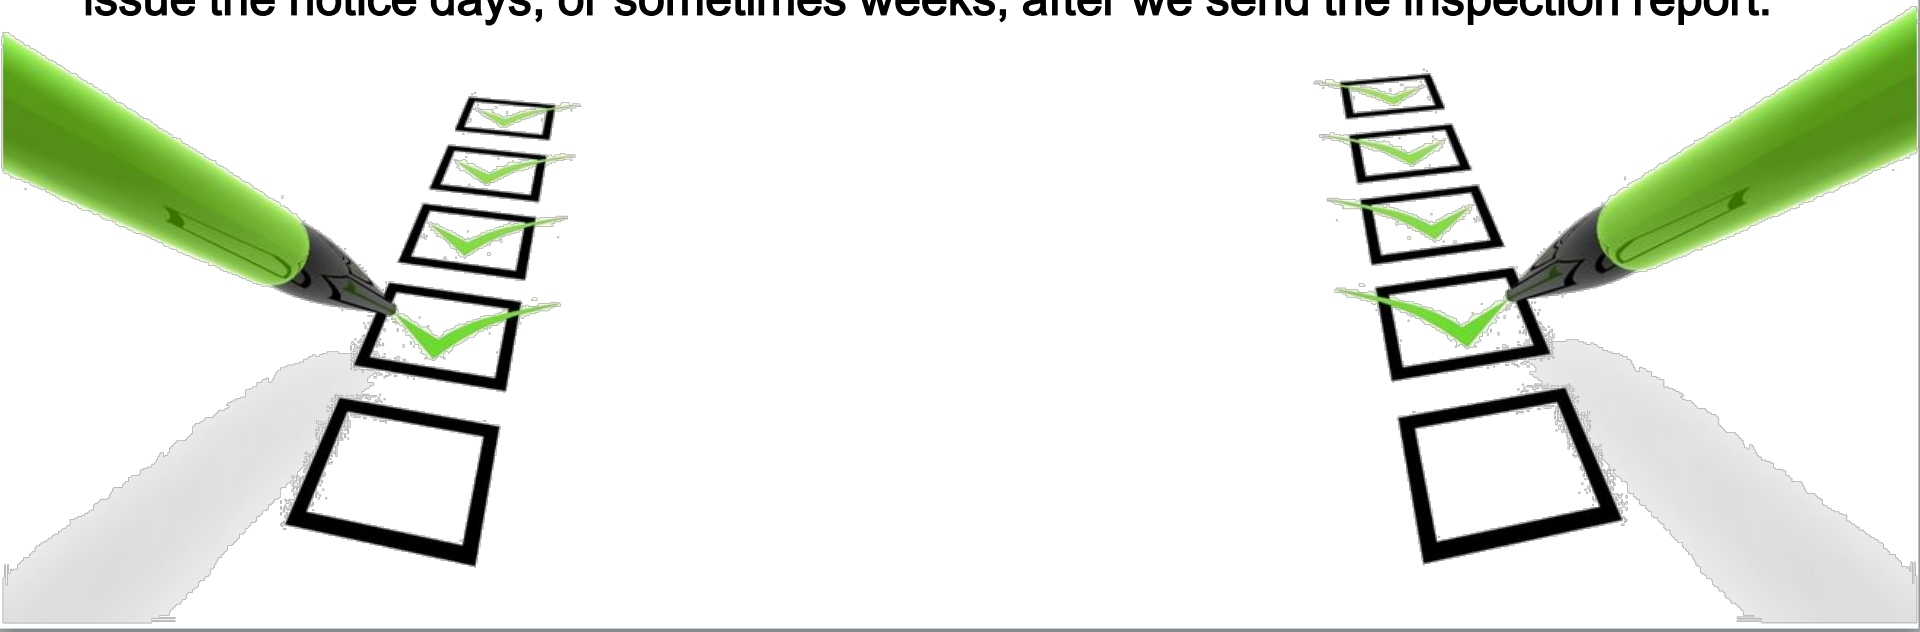 issue the notice days, or sometimes weeks, after we send the inspection report.